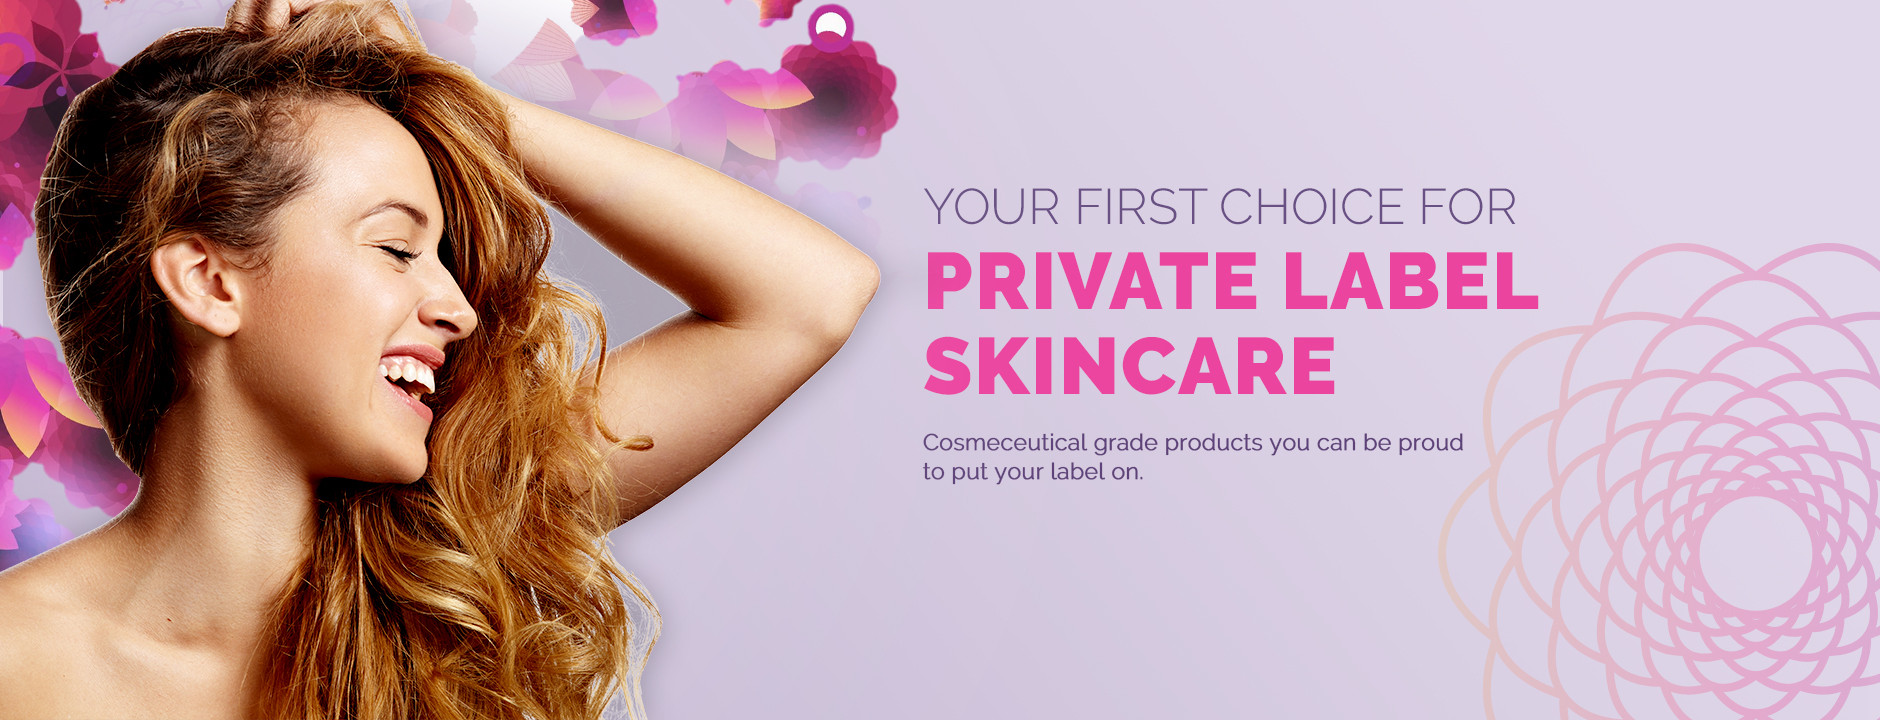 YOUR FIRST CHOICE FOR
PRIVATE LABEL
SKINCARE
Cosmeceutical grade products you can be proud
to put your label on.